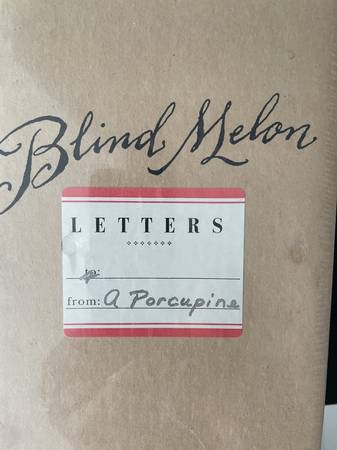 Blind Melon
LETTERS
to:
from: a Porcupine